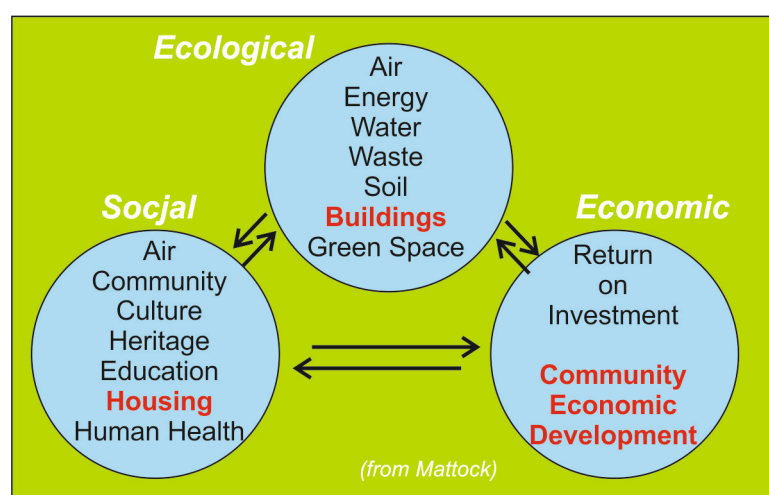 Ecological
Air
Energy
Water
Waste
Soil
Buildings
Green Space
Socjal
Air
Community
Culture
Heritage
Education
Housing
Human Health
Economic
Return
on
Investment
Community
Economic
Development
(from Mattock)